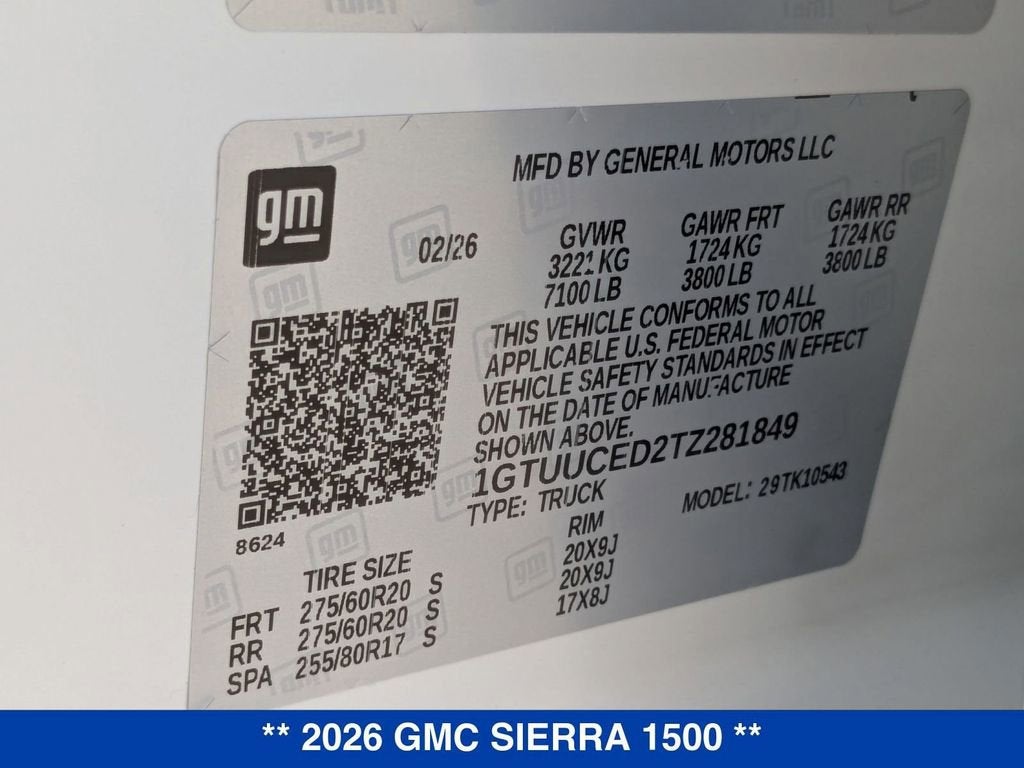 gm
MFD BY GENERAL MOTORS LLC
02/26
GVWR GAWR FRT GAWR RR
3221 KG 1724 KG 1724 KG
7100 LB 3800 LB 3800 LB
THIS VEHICLE CONFORMS TO ALL
APPLICABLE U.S. FEDERAL MOTOR
VEHICLE SAFETY STANDARDS IN EFFECT
ON THE DATE OF MANUFACTURE
SHOWN ABOVE.
1GTUUCED2TZ281849
TYPE: TRUCK MODEL: 29TK10543
8624
TIRE SIZE RIM
FRT 275/60R20 S 20X9J
RR 275/60R20 S 20X9J
SPA 255/80R17 S 17X8J
** 2026 GMC SIERRA 1500 **